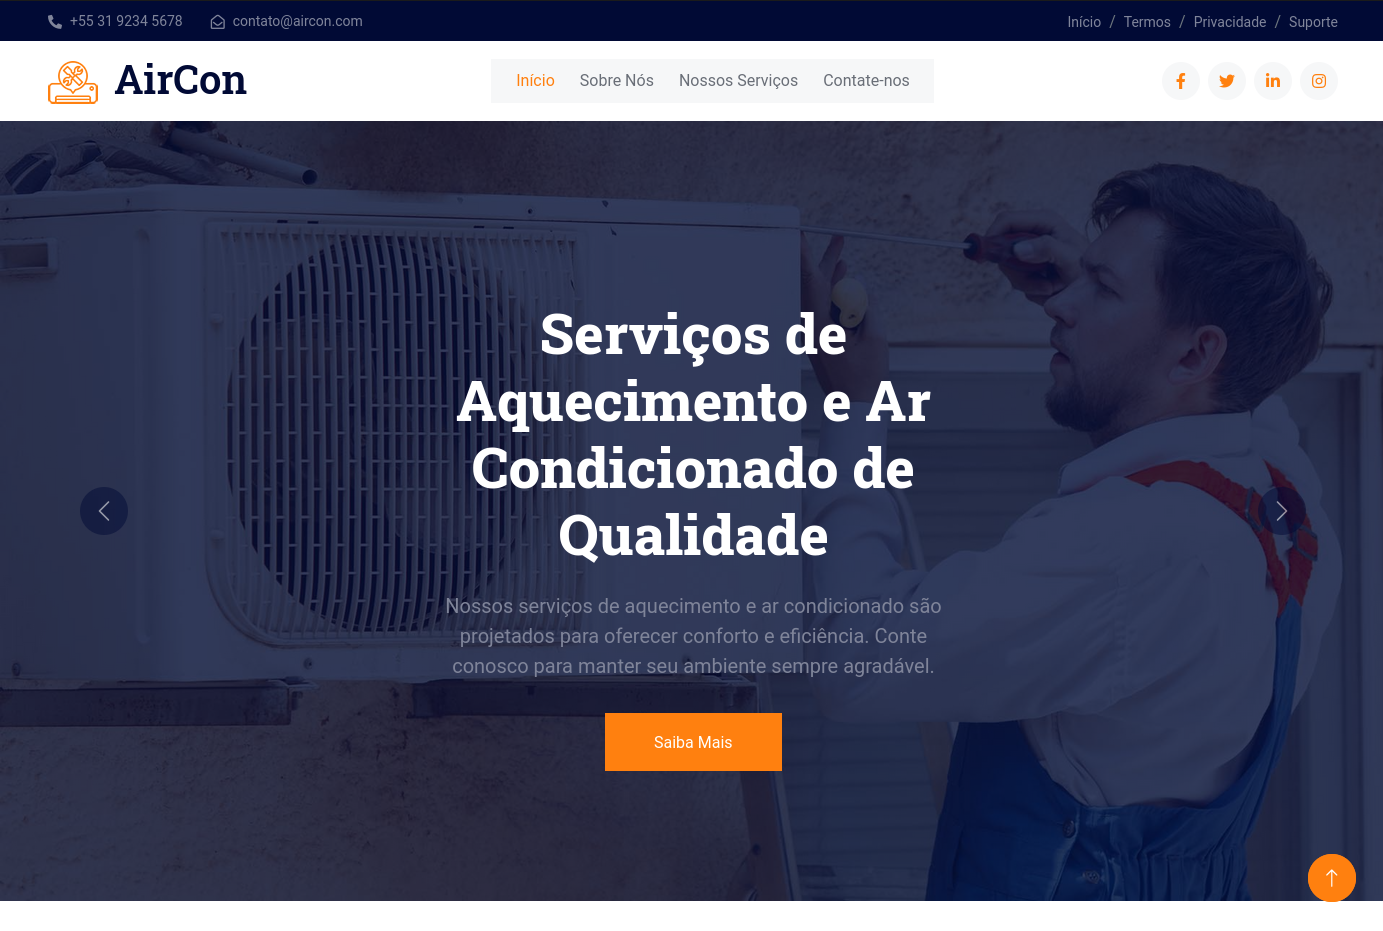 +55 31 9234 5678 contato@aircon.com Início / Termos / Privacidade / Suporte
AirCon Início Sobre Nós Nossos Serviços Contate-nos
Serviços de
Aquecimento e Ar
Condicionado de
Qualidade
Nossos serviços de aquecimento e ar condicionado são
projetados para oferecer conforto e eficiência. Conte
conosco para manter seu ambiente sempre agradável.
Saiba Mais